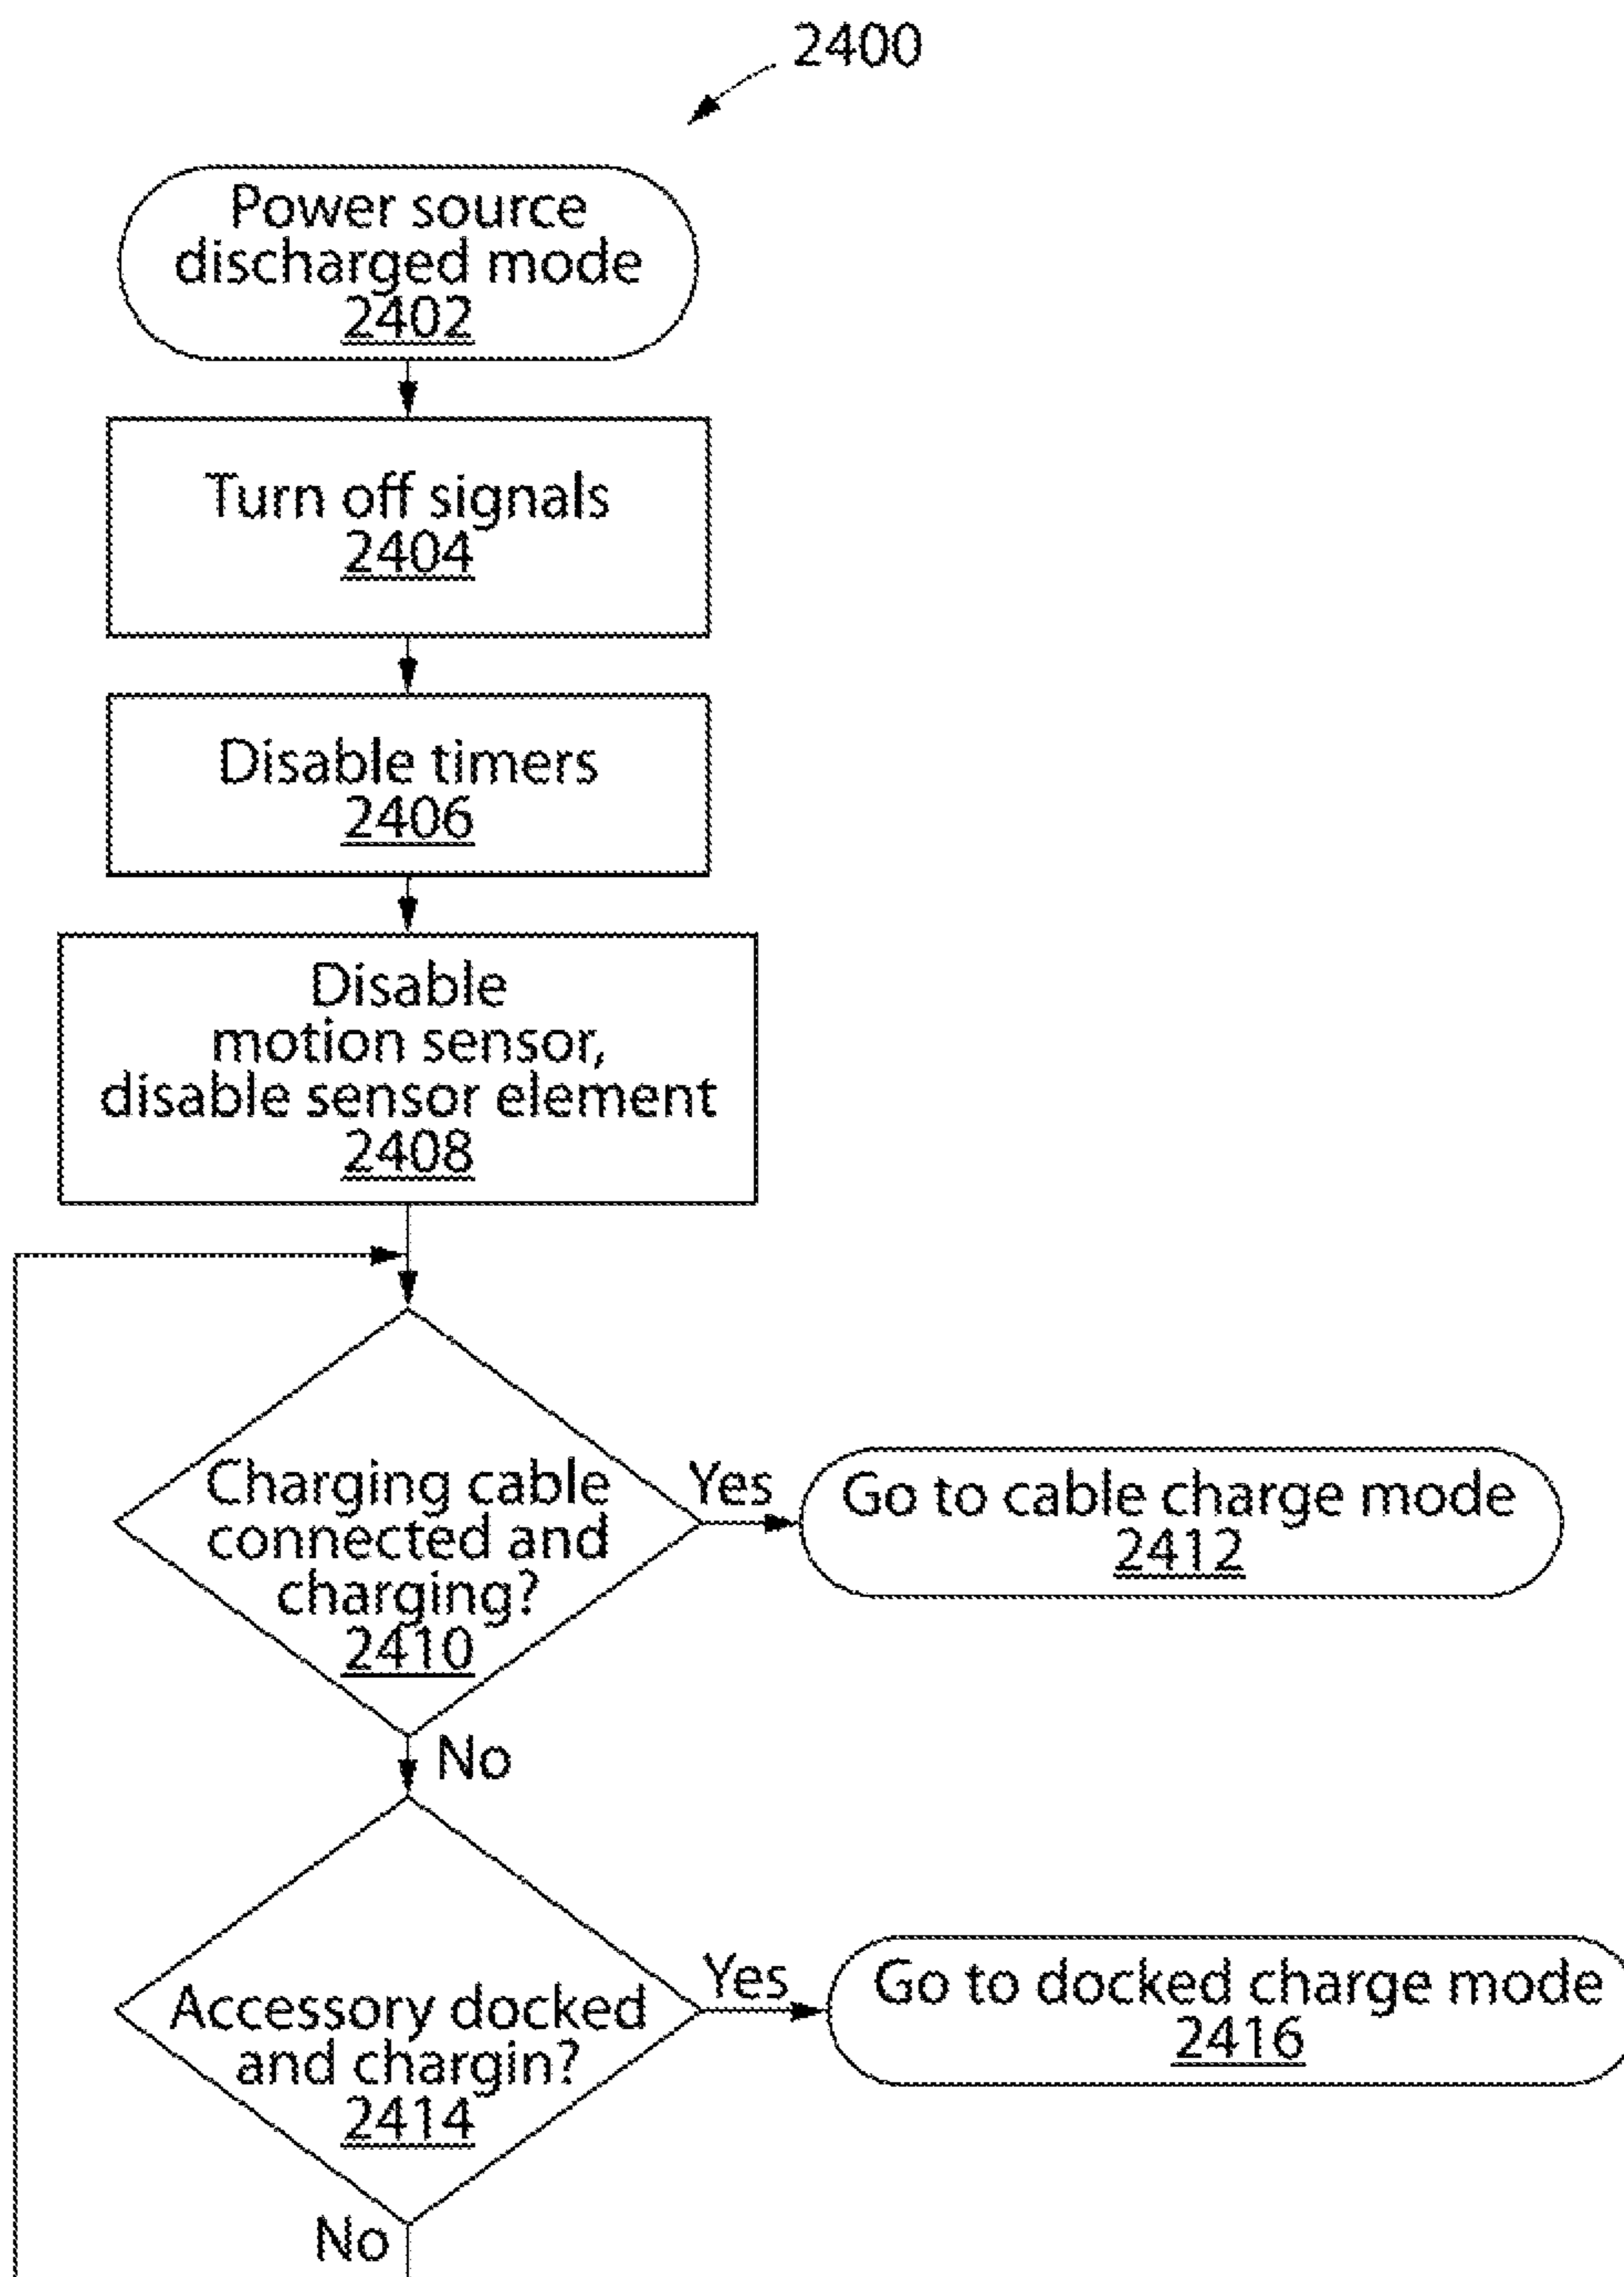 2400
Power source
discharged mode
2402
Turn off signals
2404
Disable timers
2406
Disable
motion sensor,
disable sensor element
2408
Charging cable
connected and
charging?
2410
Yes
Go to cable charge mode
2412
No
Accessory docked
and chargin?
2414
Yes
Go to docked charge mode
2416
No